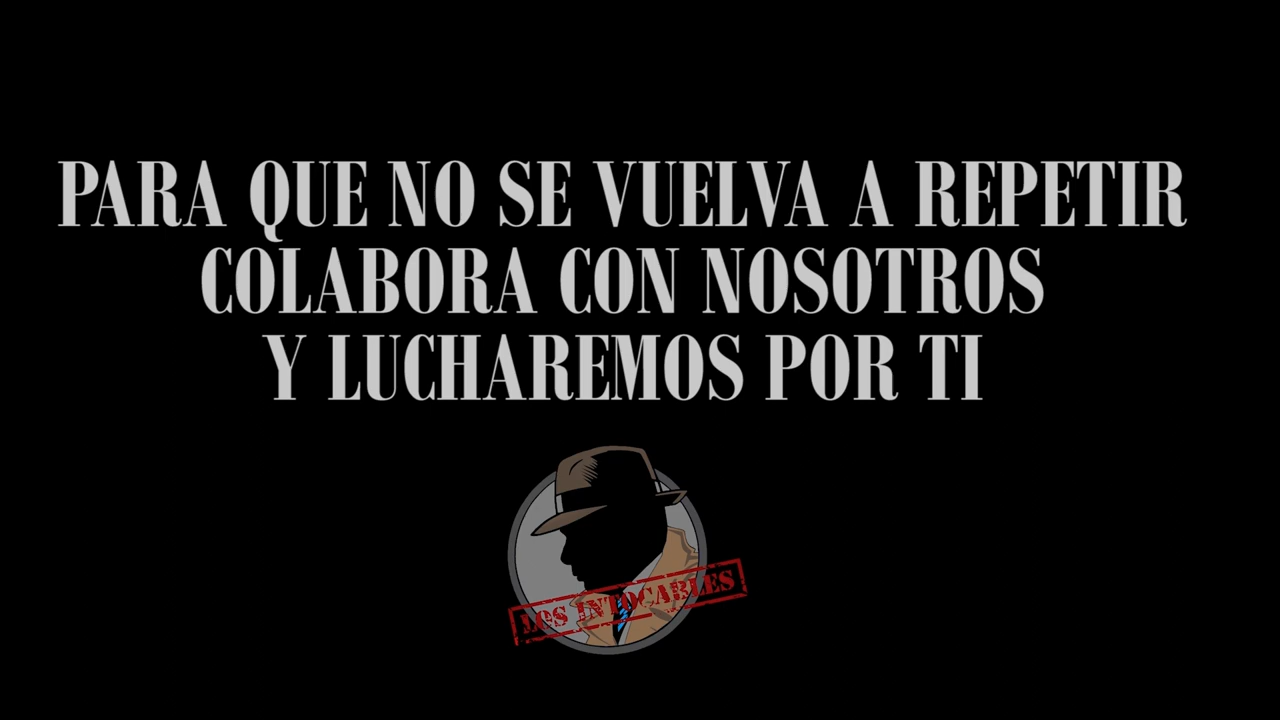 PARA QUE NO SE VUELVA A REPETIR
COLABORA CON NOSOTROS
Y LUCHAREMOS POR TI
LOS INTOCABLES